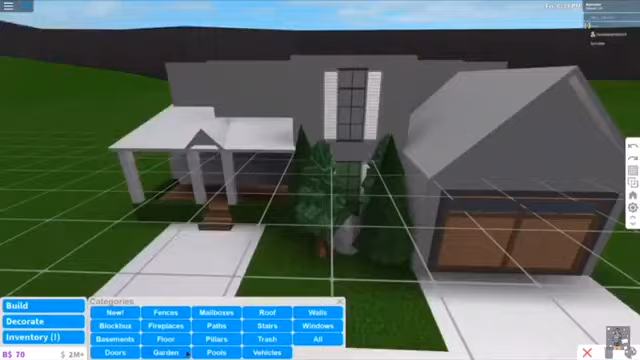 Build
Decorate
Inventory (!)
B$ 70
$ 2M+
Categories
New! Fences Mailboxes Roof Walls
Blockbux Fireplaces Paths Stairs Windows
Basements Floor Pillars Trash All
Doors Garden Pools Vehicles